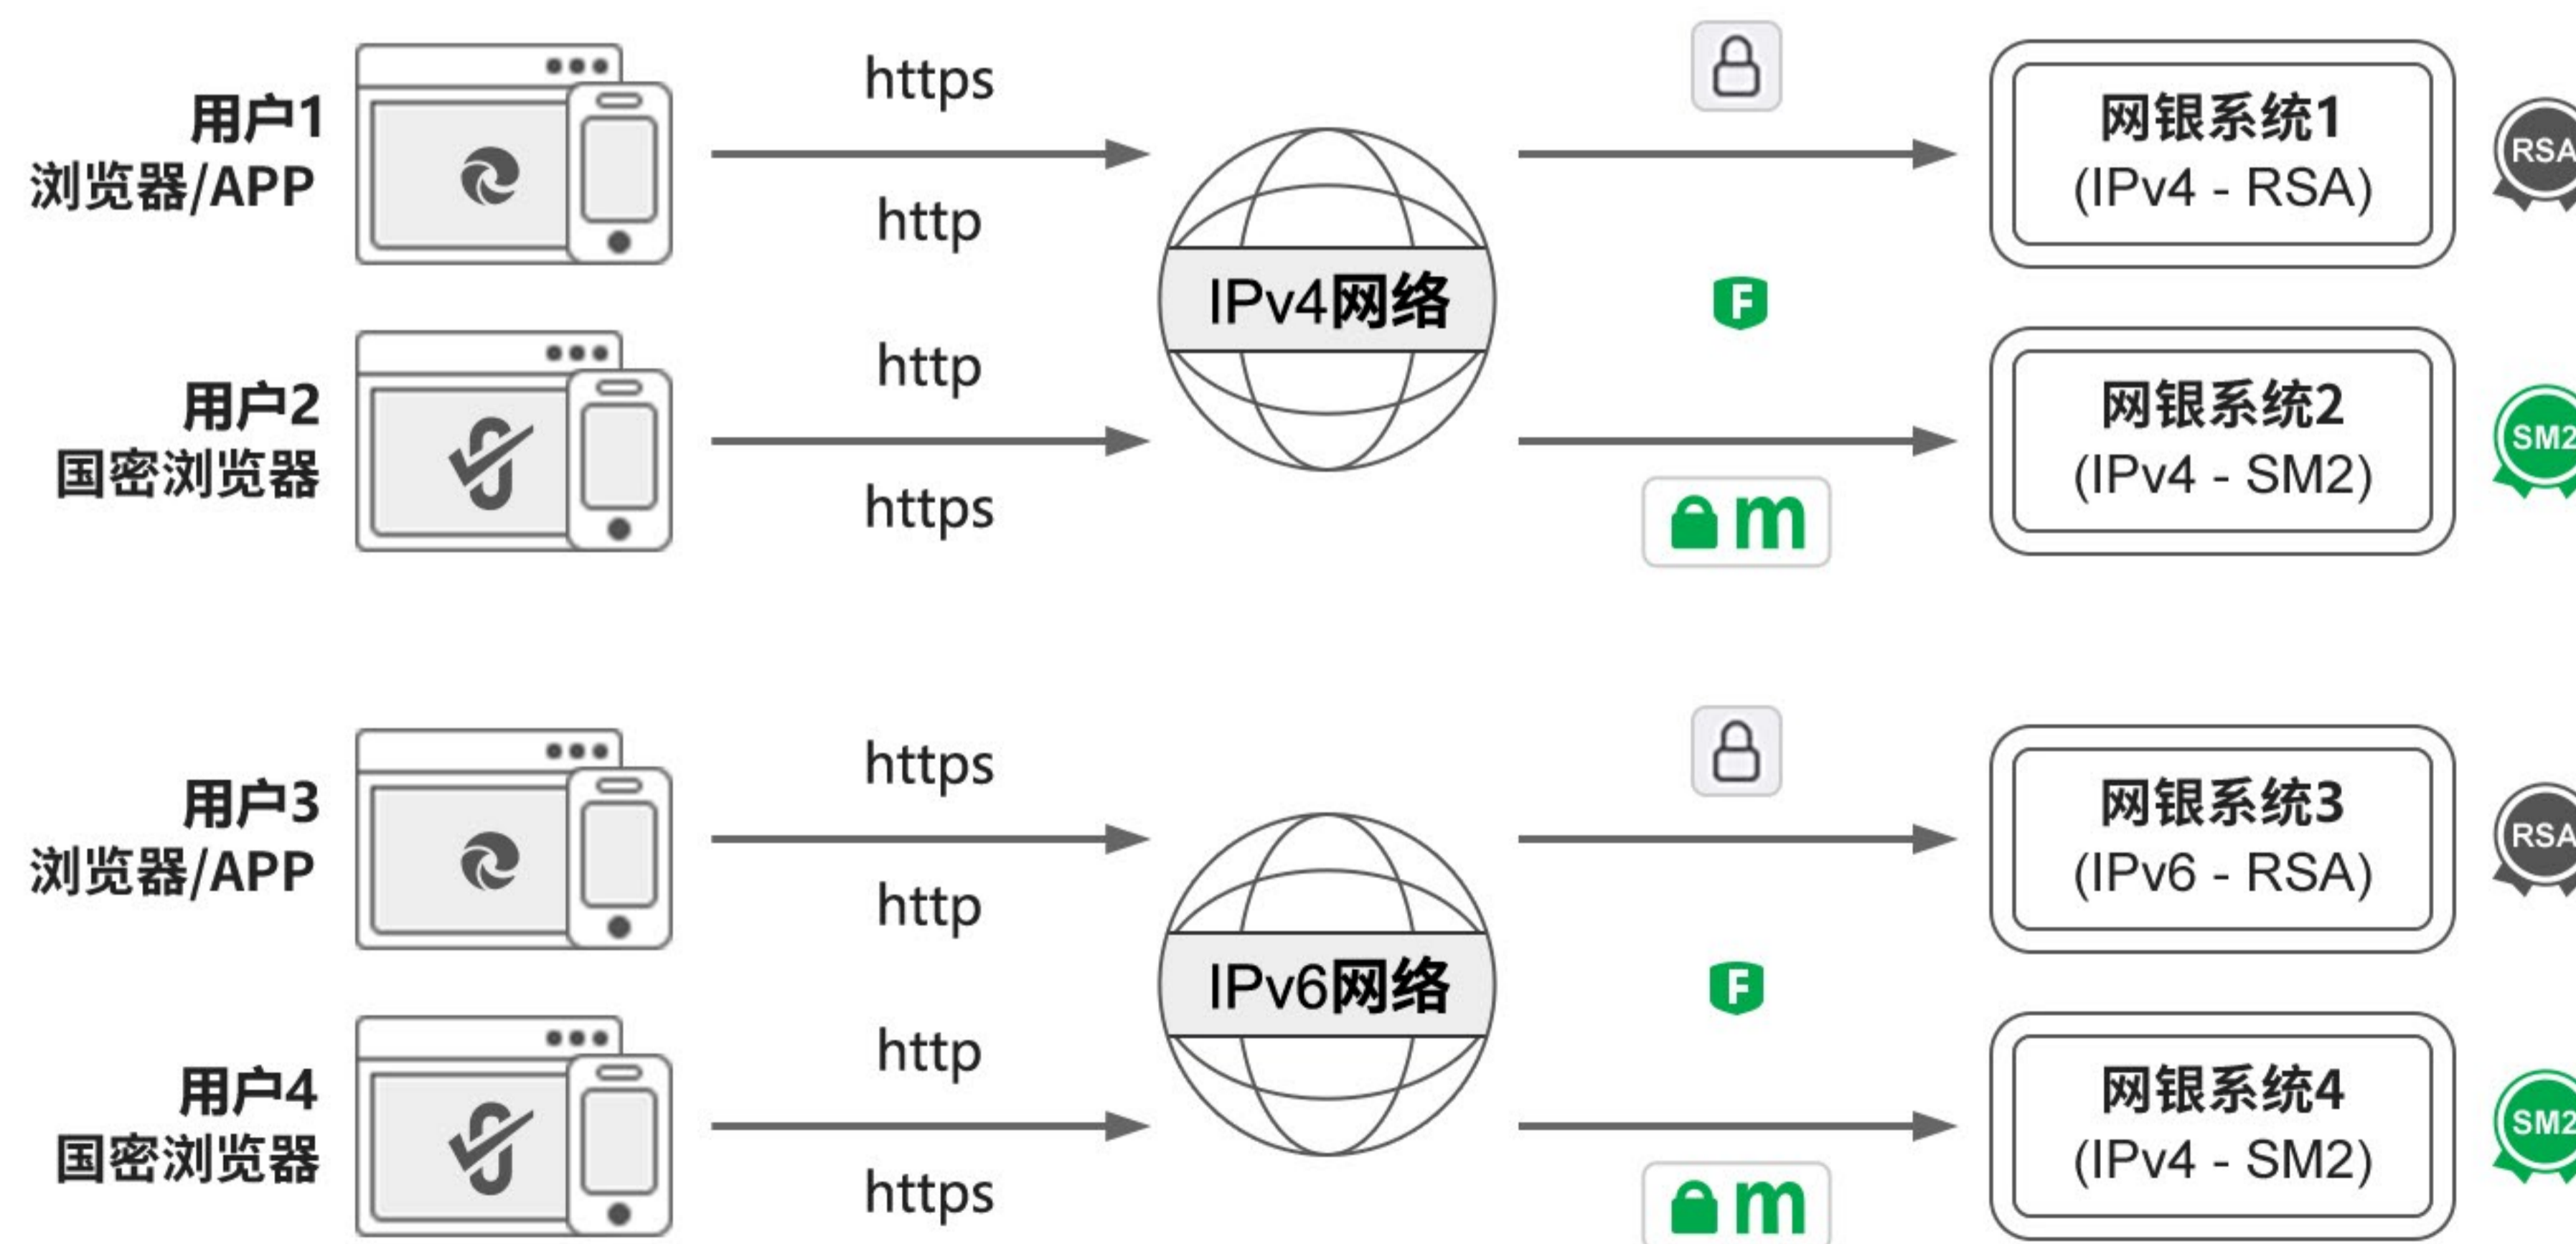 用户1
浏览器/APP
https
http
网银系统1
(IPv4 - RSA)
RSA
IPv4网络
F
用户2
国密浏览器
http
https
m
网银系统2
(IPv4 - SM2)
SM2
用户3
浏览器/APP
https
http
网银系统3
(IPv6 - RSA)
RSA
IPv6网络
F
用户4
国密浏览器
http
https
m
网银系统4
(IPv4 - SM2)
SM2